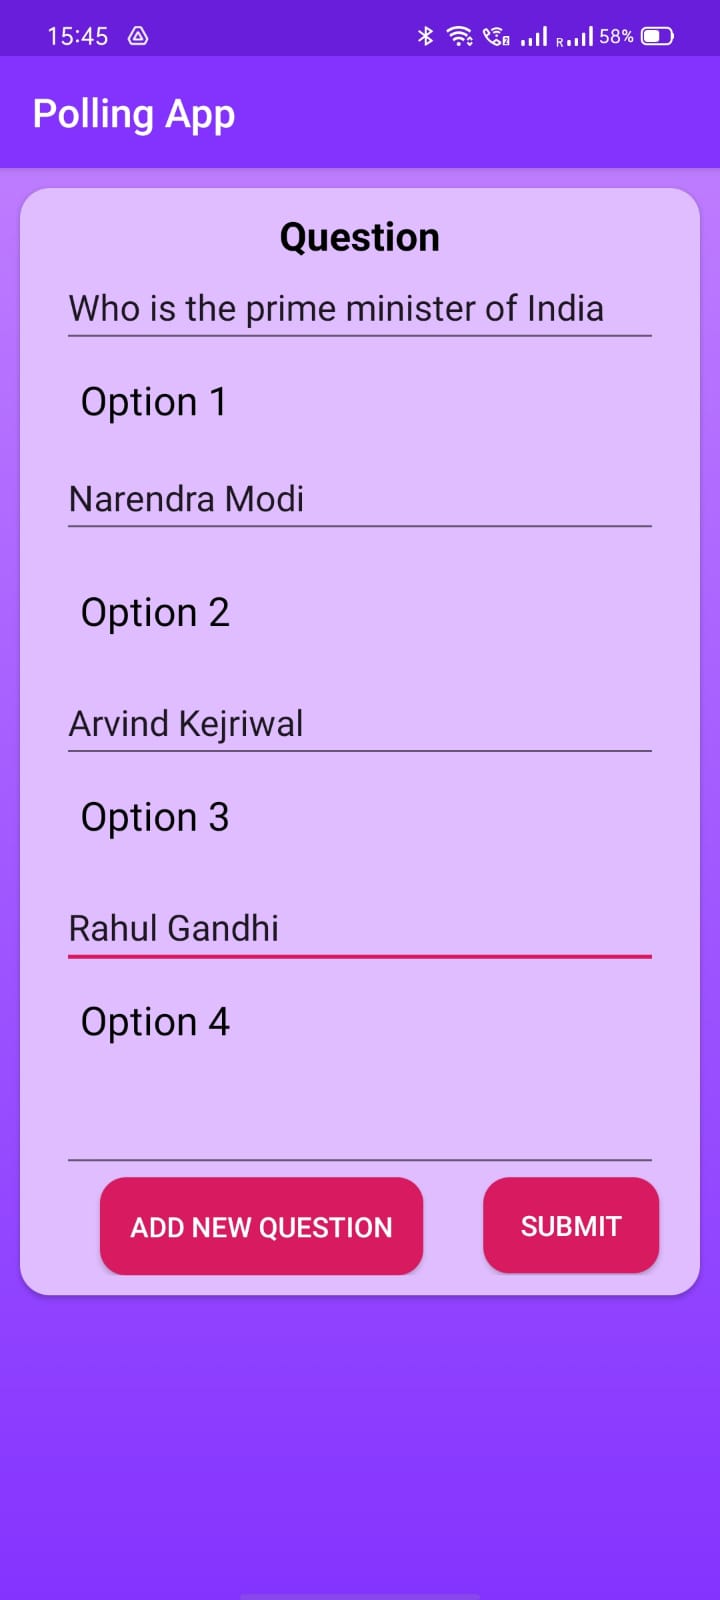 15:45 58%
Polling App
Question
Who is the prime minister of India
Option 1
Narendra Modi
Option 2
Arvind Kejriwal
Option 3
Rahul Gandhi
Option 4
ADD NEW QUESTION SUBMIT